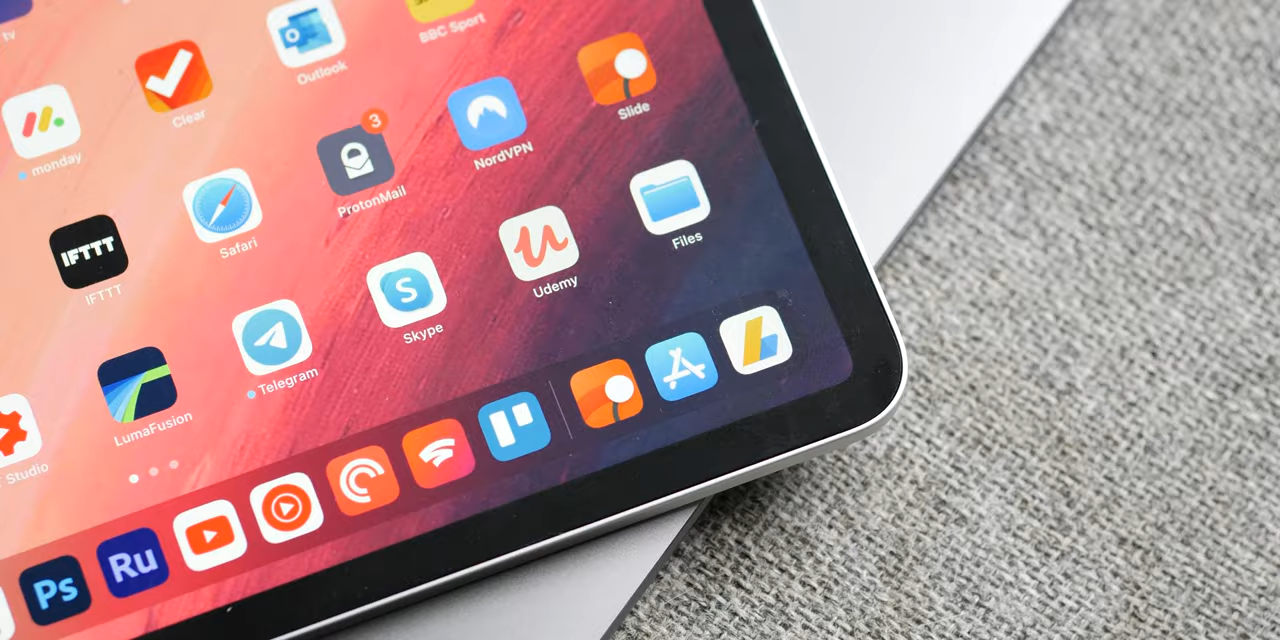 tv
Outlook
BBC Sport
monday
Clear
3
ProtonMail
NordVPN
Slide
IFTTT
IFTTT
Safari
S
Skype
Udemy
Files
Studio
LumaFusion
Telegram
Ps
Ru